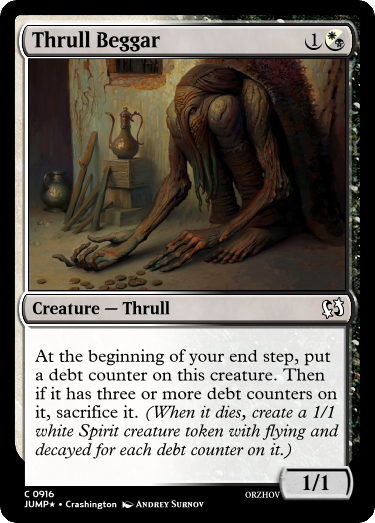 Thrull Beggar
1
Creature — Thrull
At the beginning of your end step, put
a debt counter on this creature. Then
if it has three or more debt counters on
it, sacrifice it. (When it dies, create a 1/1
white Spirit creature token with flying and
decayed for each debt counter on it.)
ORZHOV
1/1
C 0916
JUMP★ • Crashington Andrey Surnov